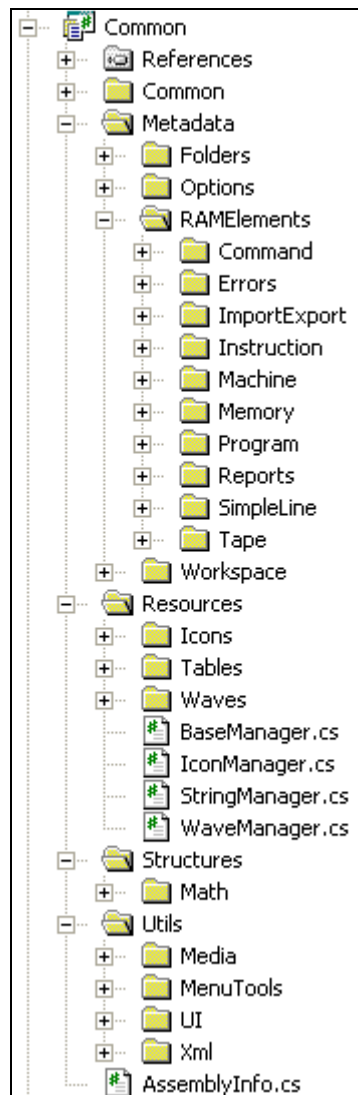 Common
References
Common
Metadata
Folders
Options
RAMElements
Command
Errors
ImportExport
Instruction
Machine
Memory
Program
Reports
SimpleLine
Tape
Workspace
Resources
Icons
Tables
Waves
BaseManager.cs
IconManager.cs
StringManager.cs
WaveManager.cs
Structures
Math
Utils
Media
MenuTools
UI
Xml
AssemblyInfo.cs